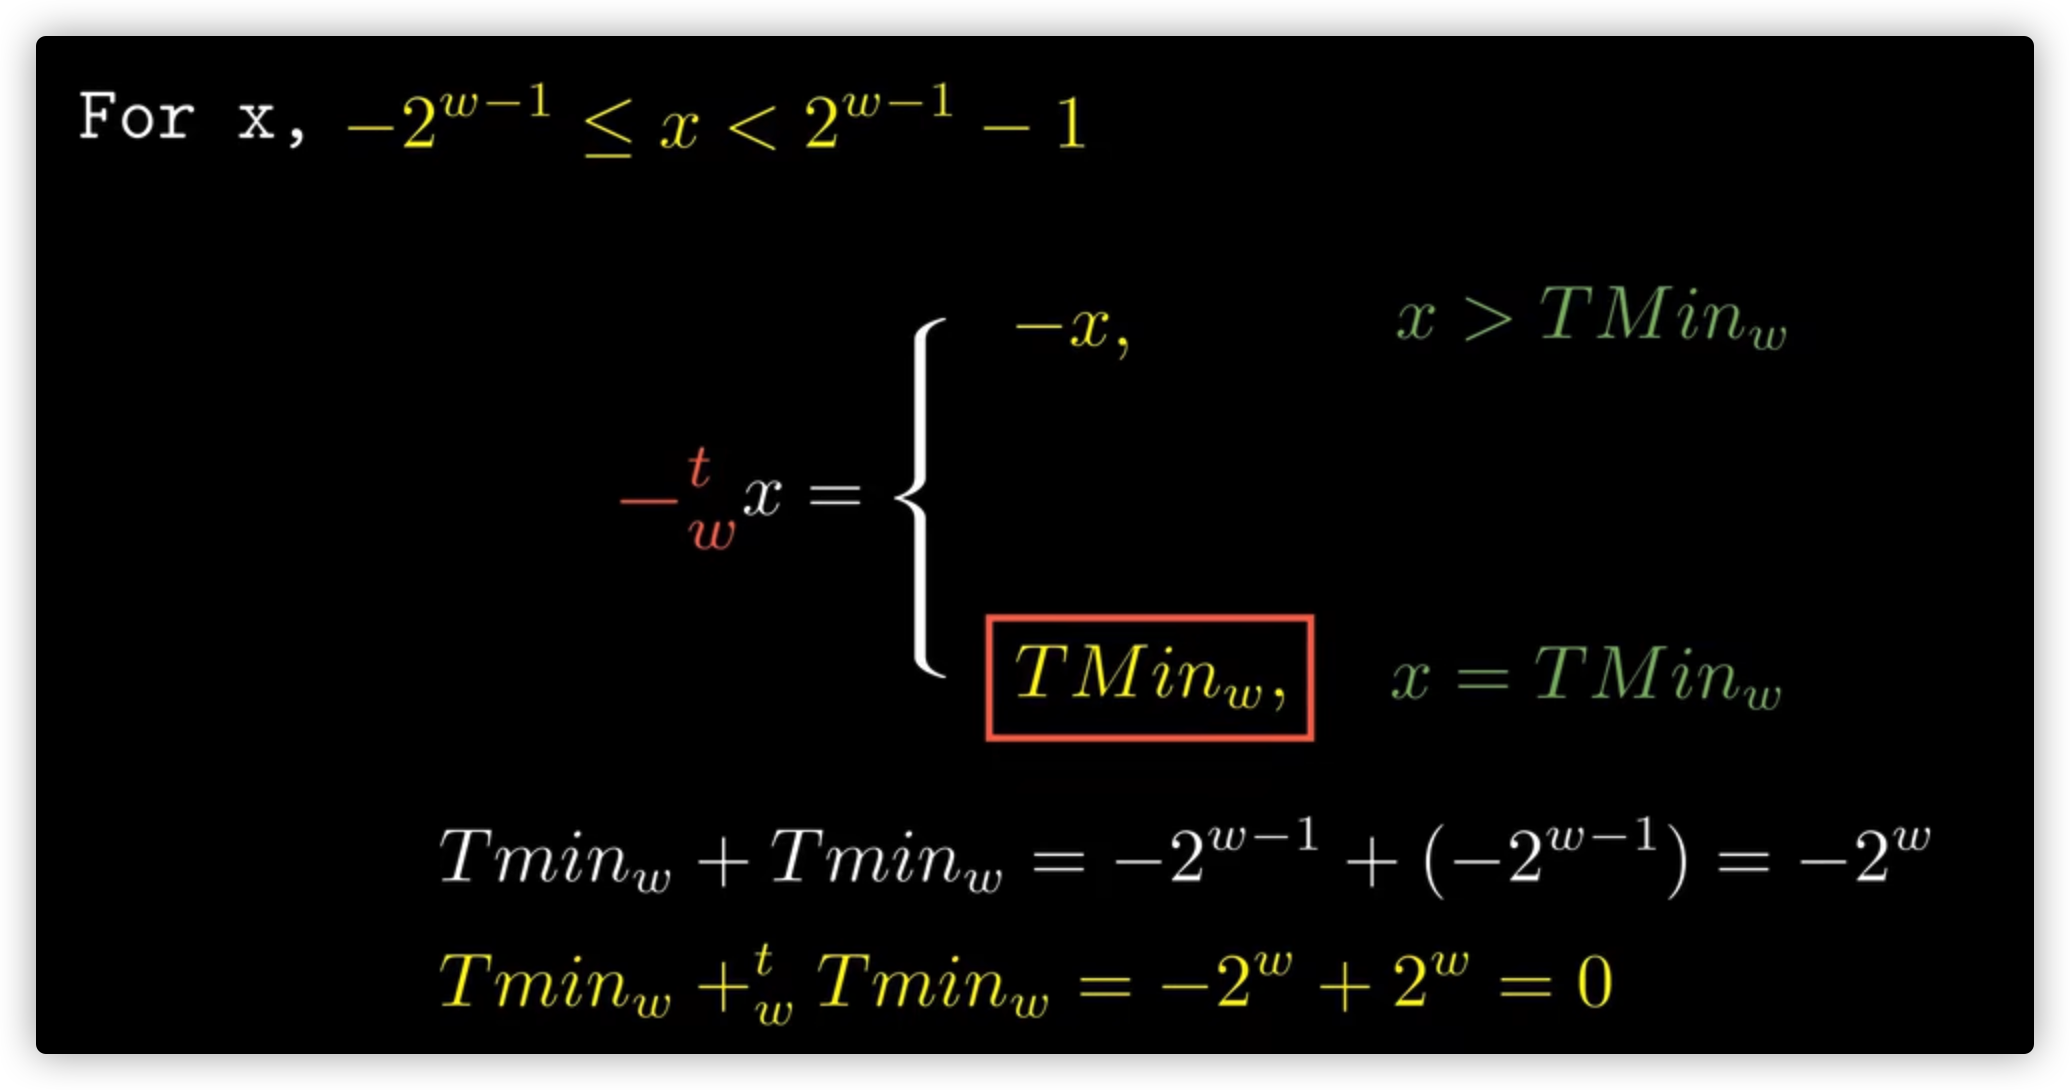 For x, $-2^{w-1} \leq x < 2^{w-1} - 1$
$-x,$ $x > TMin_w$
$-^t_w x =$
$TMin_w,$ $x = TMin_w$
$Tmin_w + Tmin_w = -2^{w-1} + (-2^{w-1}) = -2^w$
$Tmin_w +^t_w Tmin_w = -2^w + 2^w = 0$